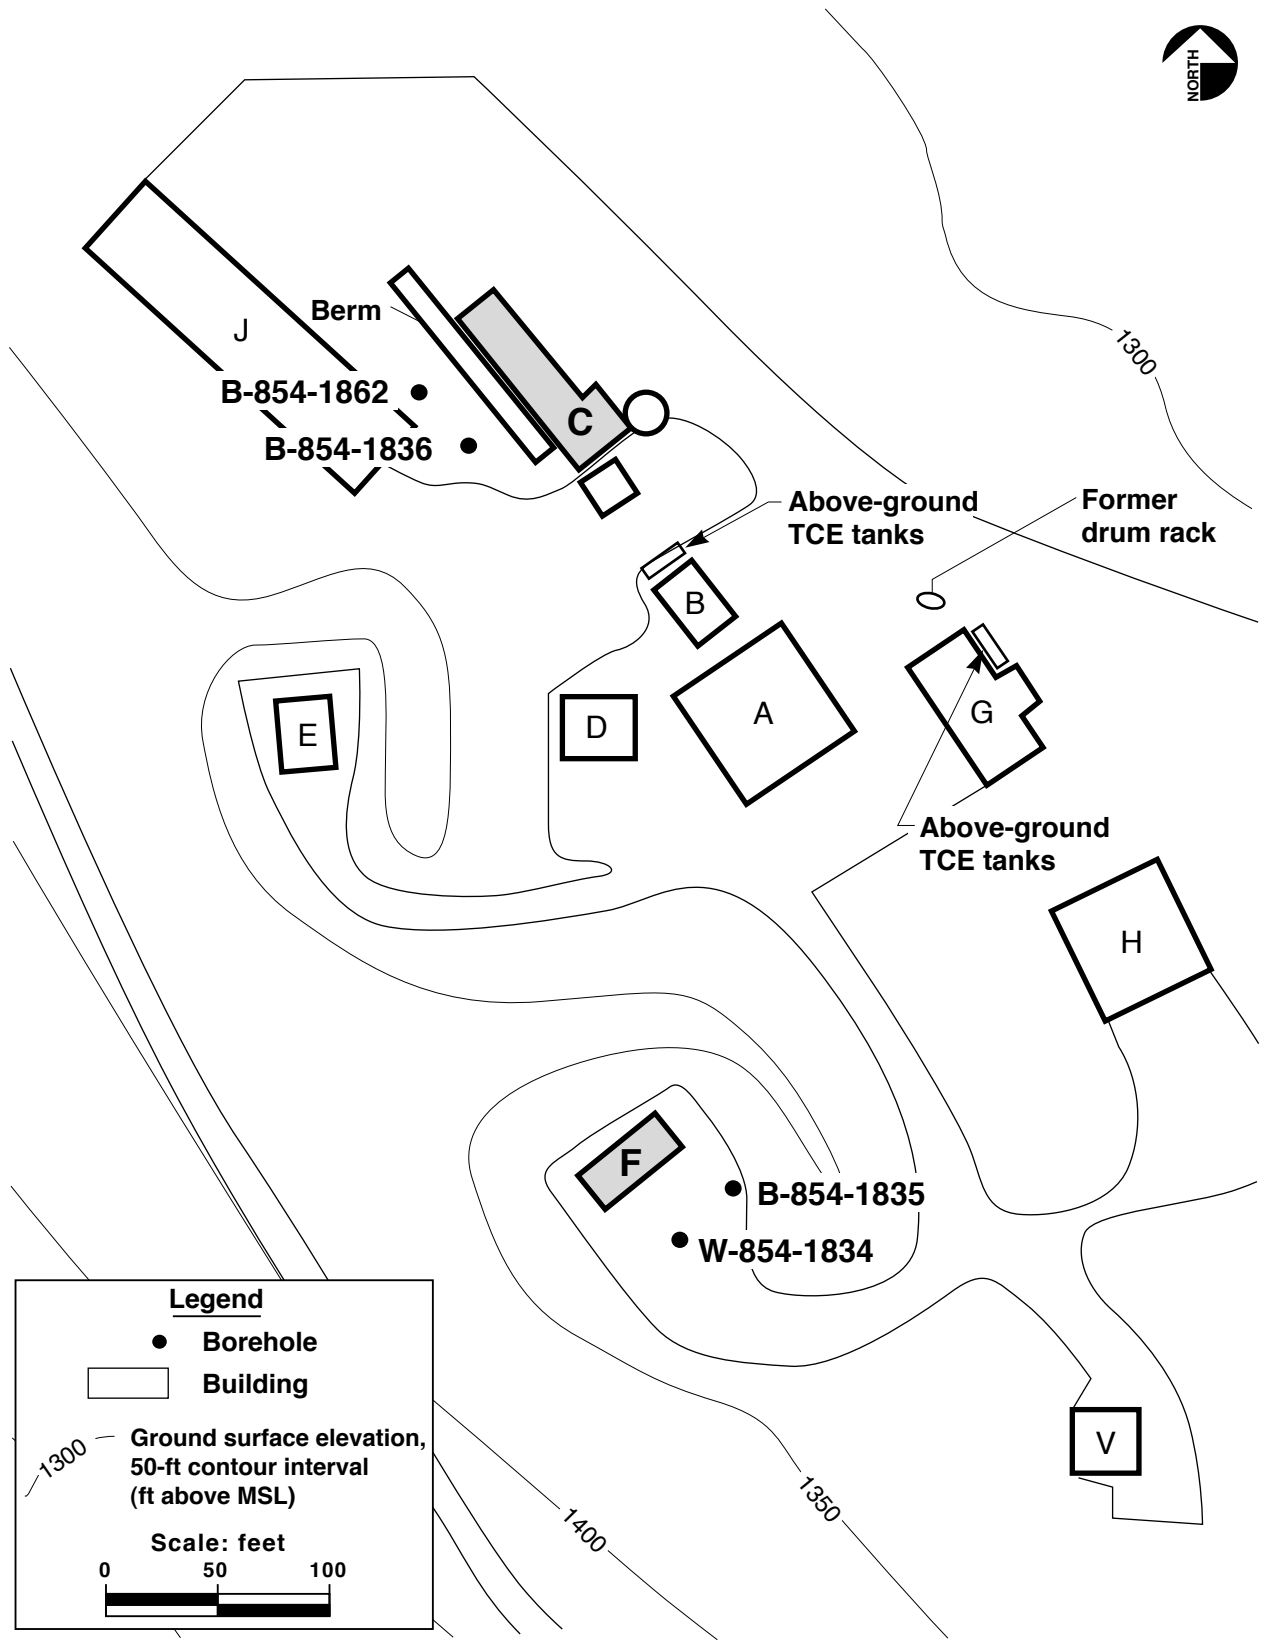 NORTH
Berm
J
1300
B-854-1862
C
B-854-1836
Above-ground
TCE tanks
Former
drum rack
B
A
G
D
E
Above-ground
TCE tanks
H
F
B-854-1835
W-854-1834
Legend
Borehole
Building
1300
Ground surface elevation,
50-ft contour interval
(ft above MSL)
Scale: feet
0 50 100
V
1350
1400